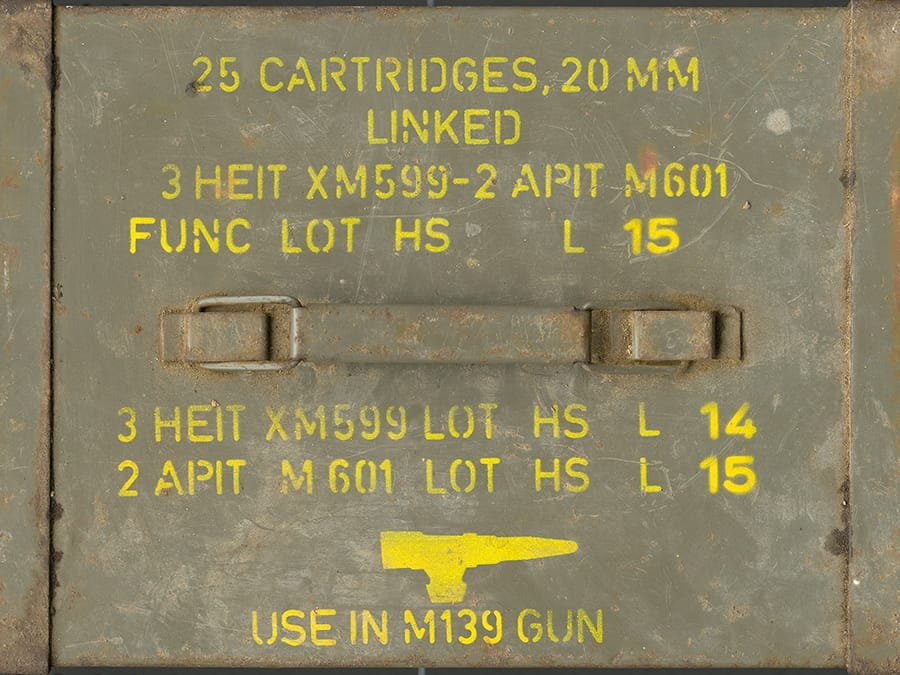 25 CARTRIDGES, 20 MM
LINKED
3 HEIT XM599-2 APIT M601
FUNC LOT HS L 15
3 HEIT XM599 LOT HS L 14
2 APIT M 601 LOT HS L 15
USE IN M139 GUN